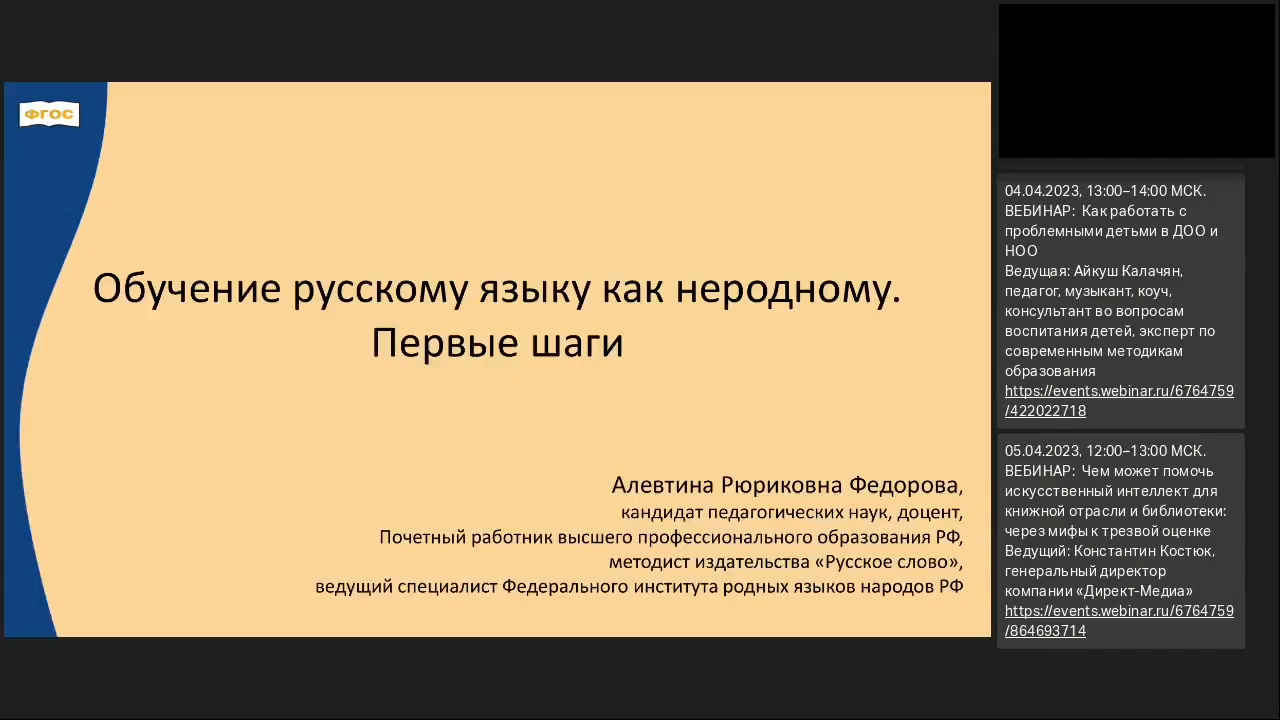 ФГОС
Обучение русскому языку как неродному.
Первые шаги
Алевтина Рюриковна Федорова,
кандидат педагогических наук, доцент,
Почетный работник высшего профессионального образования РФ,
методист издательства «Русское слово»,
ведущий специалист Федерального института родных языков народов РФ
04.04.2023, 13:00–14:00 МСК.
ВЕБИНАР: Как работать с
проблемными детьми в ДОО и
НОО
Ведущая: Айкуш Калачян,
педагог, музыкант, коуч,
консультант во вопросам
воспитания детей, эксперт по
современным методикам
образования
https://events.webinar.ru/6764759
/422022718
05.04.2023, 12:00–13:00 МСК.
ВЕБИНАР: Чем может помочь
искусственный интеллект для
книжной отрасли и библиотеки:
через мифы к трезвой оценке
Ведущий: Константин Костюк,
генеральный директор
компании «Директ-Медиа»
https://events.webinar.ru/6764759
/864693714